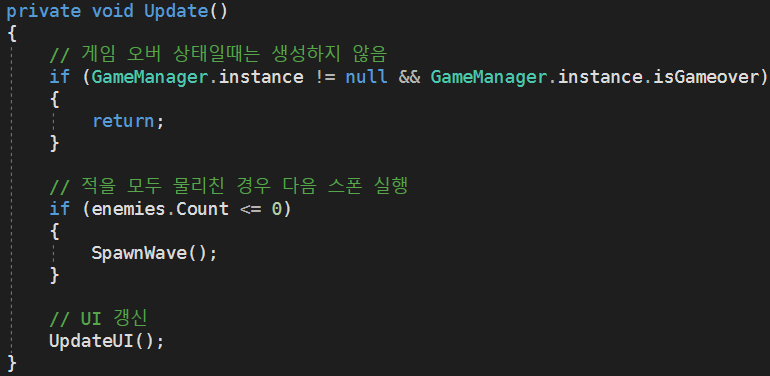 private void Update()
{
// 게임 오버 상태일때는 생성하지 않음
if (GameManager.instance != null && GameManager.instance.isGameover)
{
return;
}
// 적을 모두 물리친 경우 다음 스폰 실행
if (enemies.Count <= 0)
{
SpawnWave();
}
// UI 갱신
UpdateUI();
}